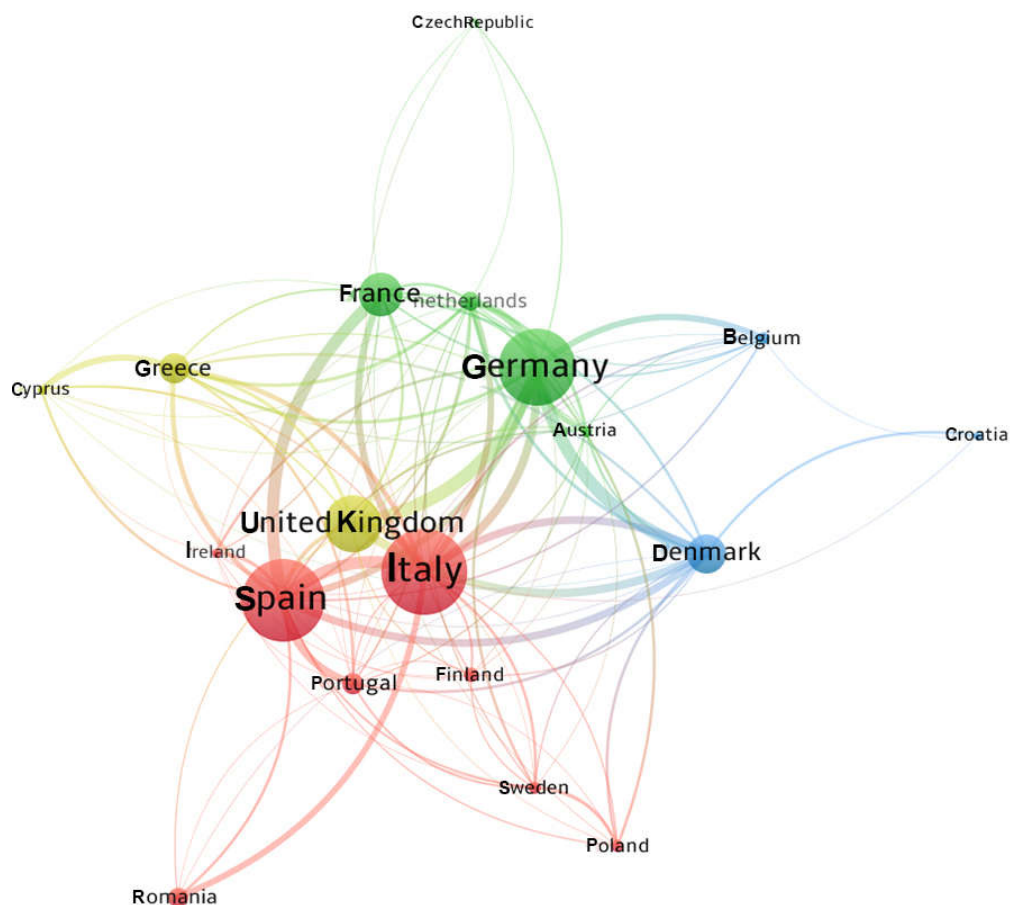 CzechRepublic
France
netherlands
Belgium
Greece
Germany
Cyprus
Austria
Croatia
United Kingdom
Ireland
Denmark
Italy
Spain
Finland
Portugal
Sweden
Poland
Romania